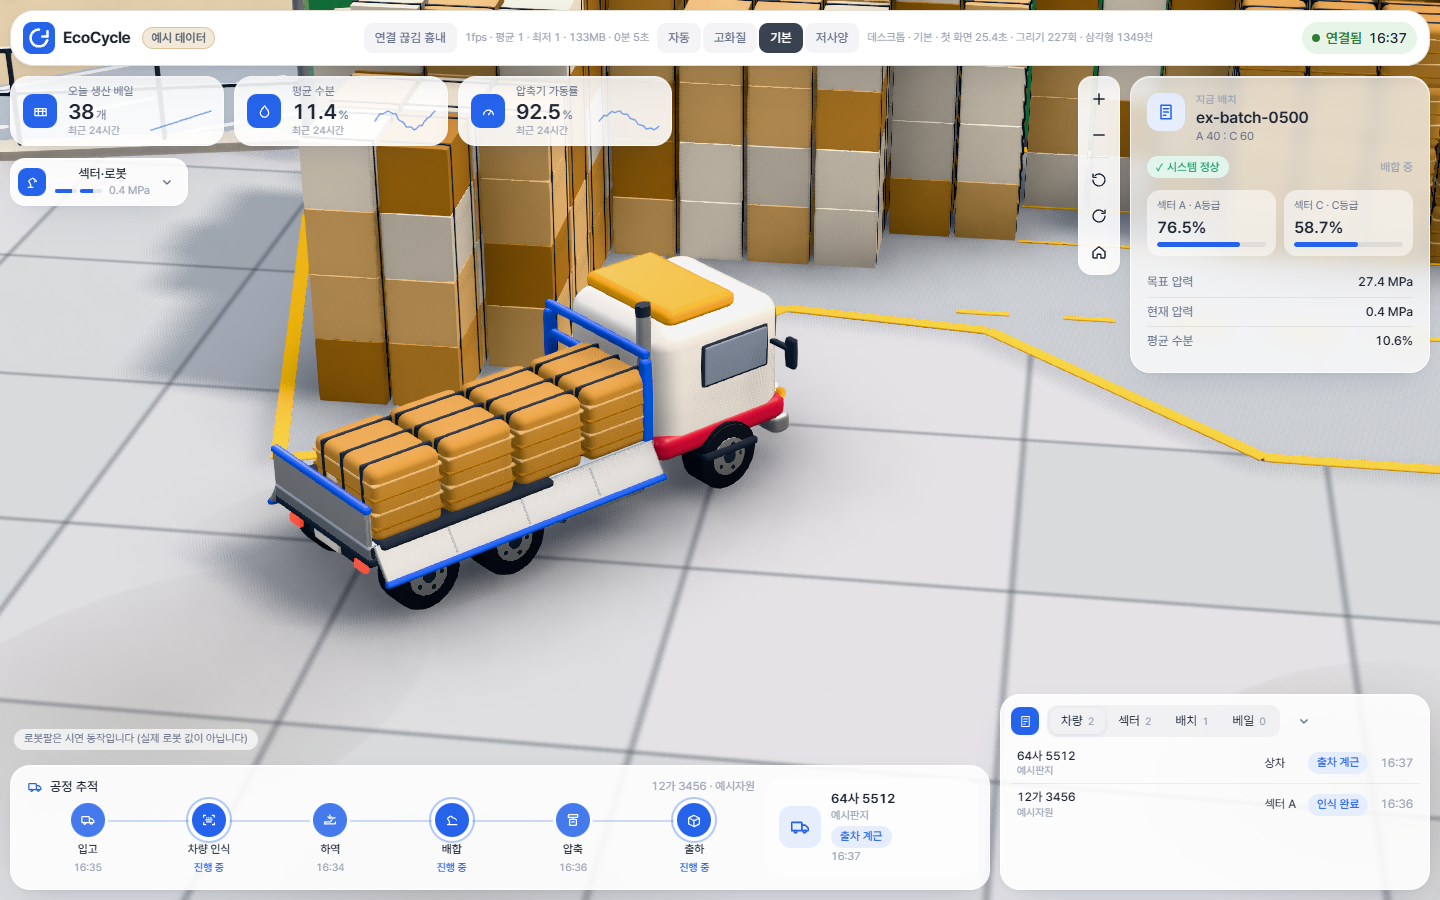 EcoCycle
예시 데이터
연결 끊김 흉내
1fps · 평균 1 · 최저 1 · 133MB · 0분 5초
자동
고화질
기본
저사양
데스크톱 · 기본 · 첫 화면 25.4초 · 그리기 227회 · 삼각형 1349천
연결됨 16:37
오늘 생산 베일
38개
최근 24시간
평균 수분
11.4%
최근 24시간
압축기 가동률
92.5%
최근 24시간
섹터·로봇
0.4 MPa
지금 배치
ex-batch-0500
A 40 : C 60
✓ 시스템 정상
배합 중
섹터 A · A등급
76.5%
섹터 C · C등급
58.7%
목표 압력 27.4 MPa
현재 압력 0.4 MPa
평균 수분 10.6%
로봇팔은 시연 동작입니다 (실제 로봇 값이 아닙니다)
공정 추적
12가 3456 · 예시자원
입고
16:35
차량 인식
진행 중
하역
16:34
배합
진행 중
압축
16:36
출하
진행 중
64사 5512
예시판지
출차 계근
16:37
차량 2
섹터 2
배치 1
베일 0
64사 5512
예시판지
상차
출차 계근
16:37
12가 3456
예시자원
섹터 A
인식 완료
16:36